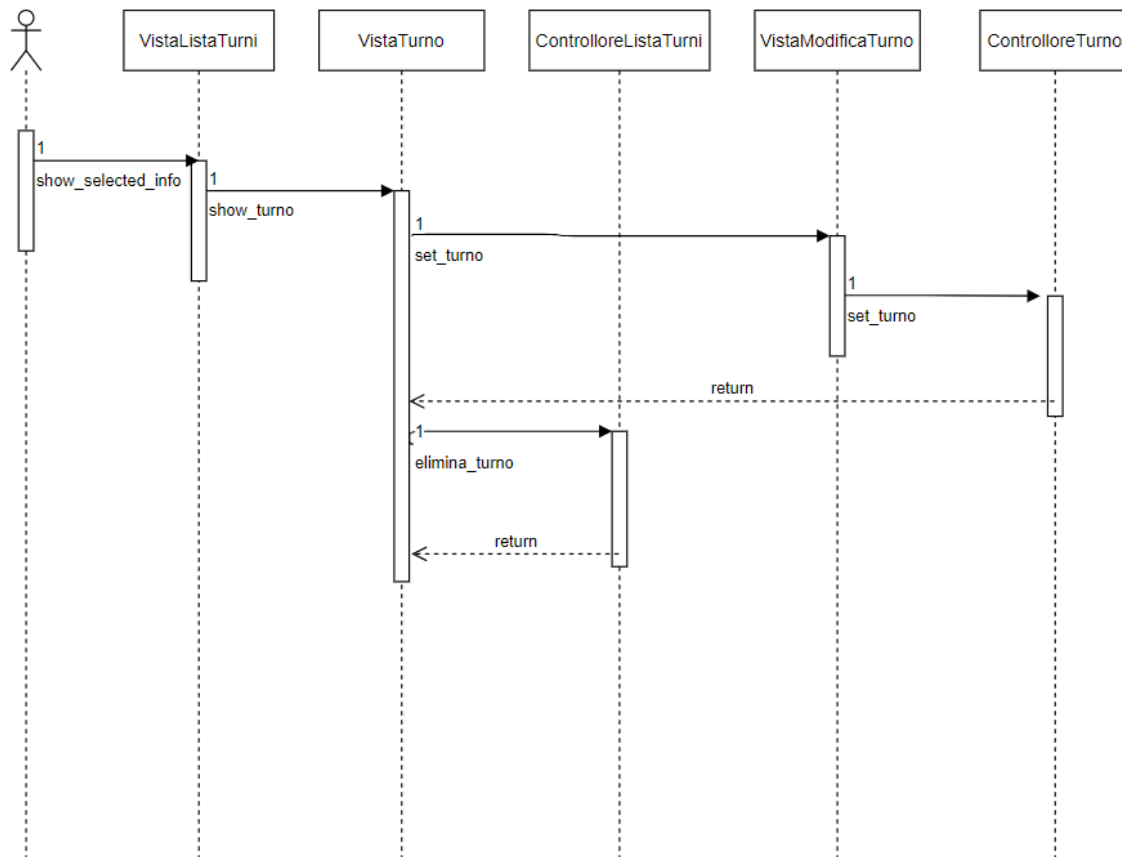 VistaListaTurni
VistaTurno
ControlloreListaTurni
VistaModificaTurno
ControlloreTurno
1
show_selected_info
1
show_turno
1
set_turno
1
set_turno
return
1
elimina_turno
return